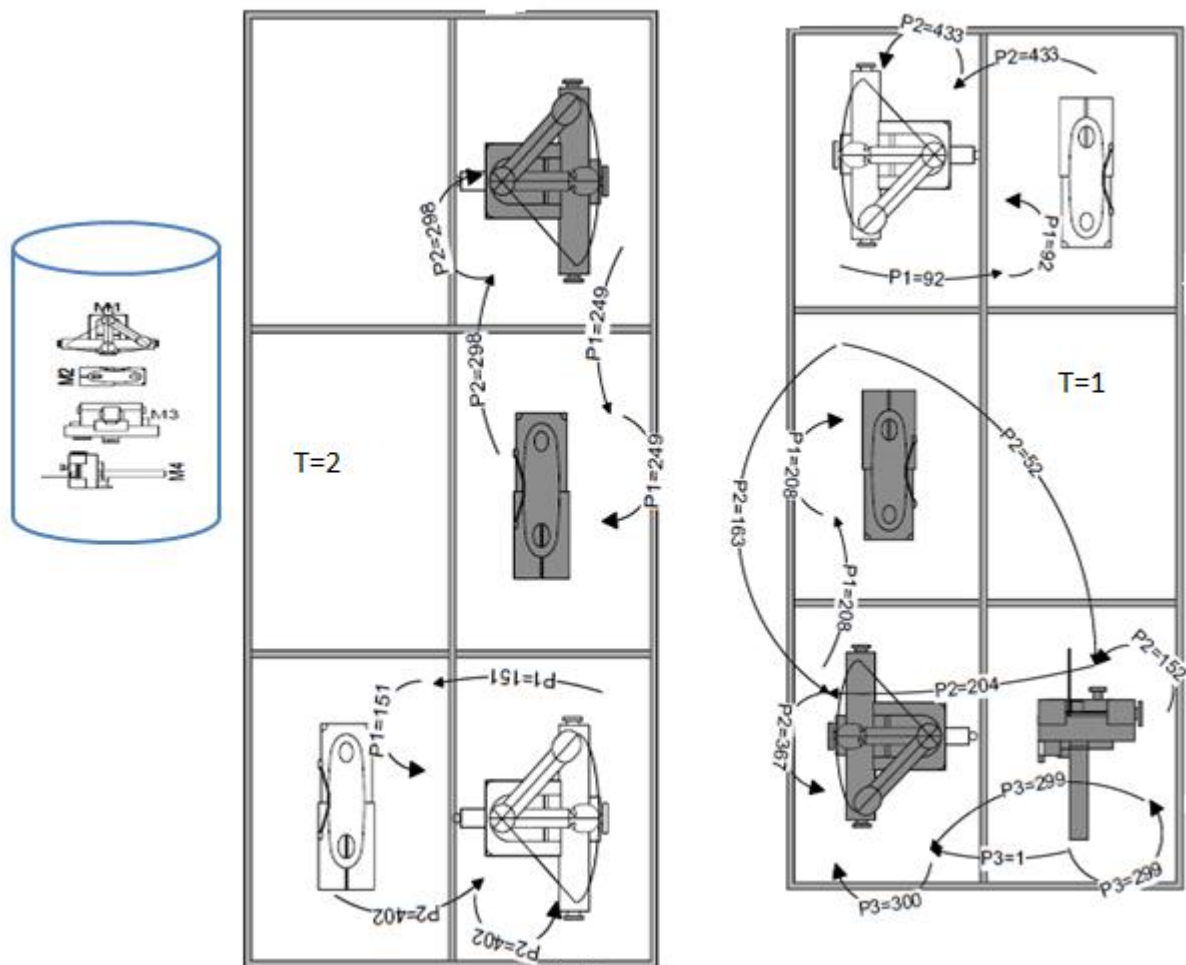 M1
M2
M3
M4
T=2
P2=298
P2=298
P1=249
P1=249
P1=151
P1=151
P2=402
P2=402
T=1
P2=433
P2=433
P1=92
P1=92
P1=208
P1=208
P2=163
P2=52
P2=152
P2=204
P2=367
P3=299
P3=1
P3=299
P3=300